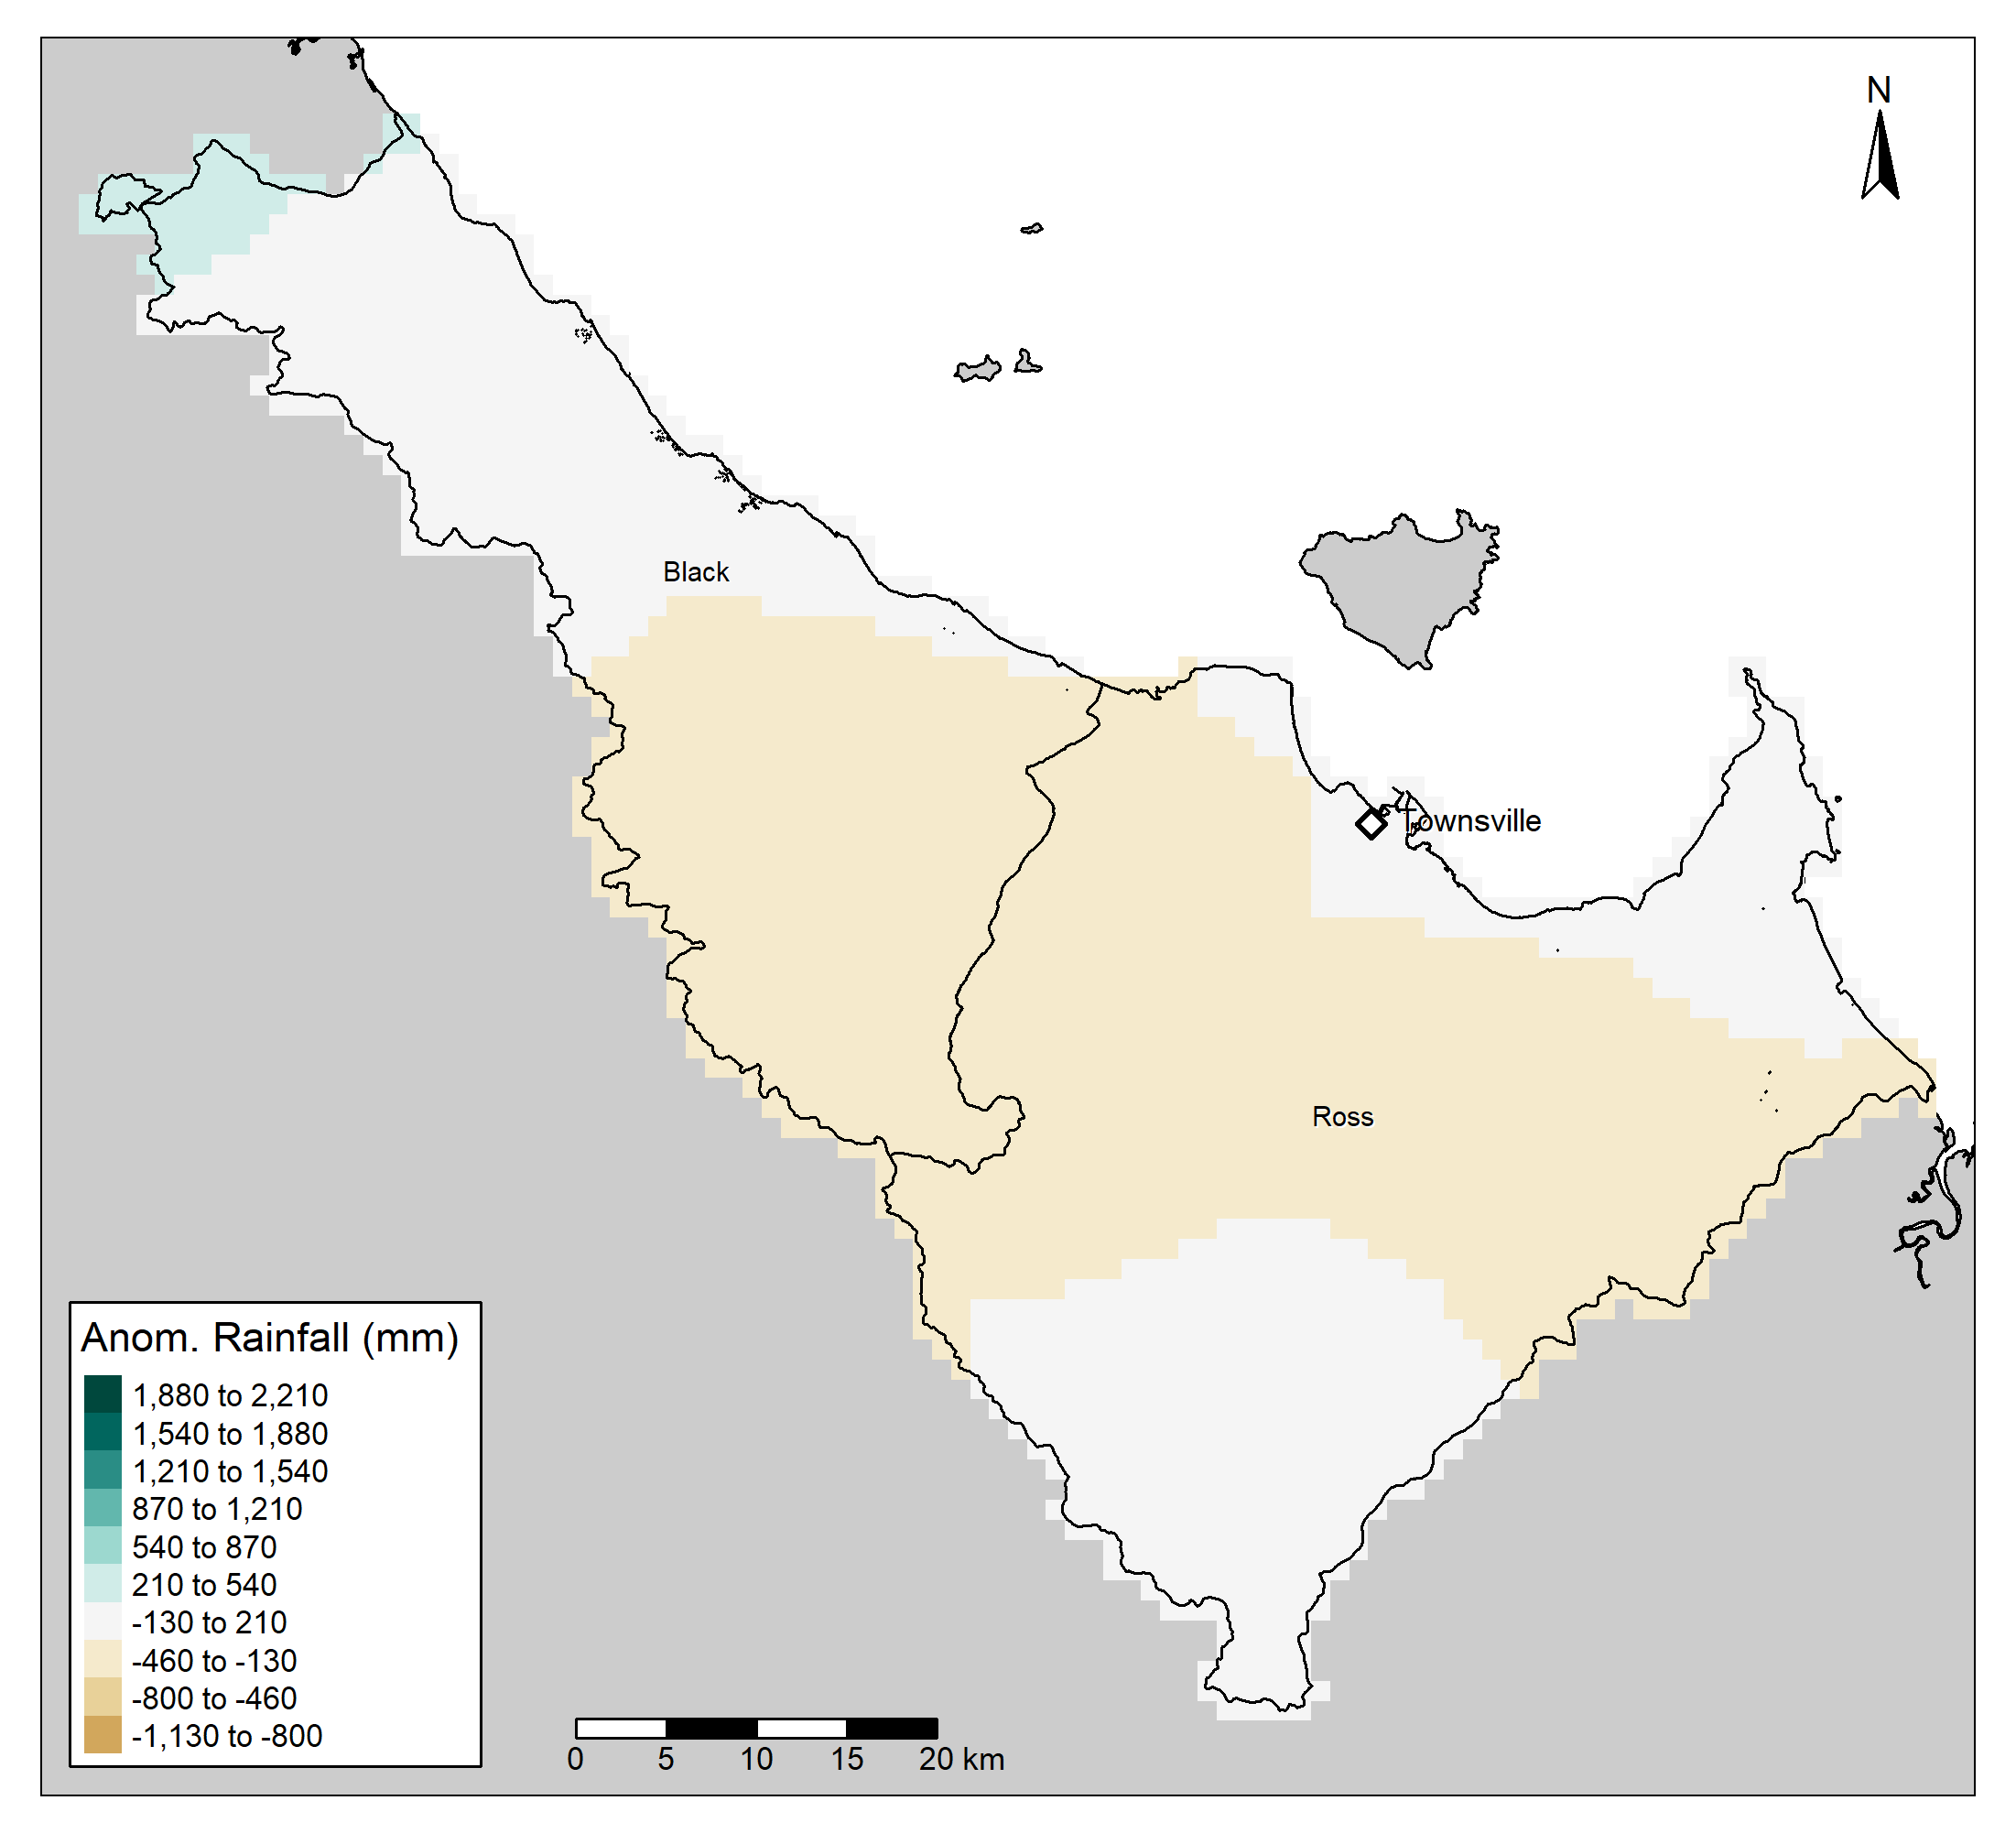 N
Black
Townsville
Ross
Anom. Rainfall (mm)
1,880 to 2,210
1,540 to 1,880
1,210 to 1,540
870 to 1,210
540 to 870
210 to 540
-130 to 210
-460 to -130
-800 to -460
-1,130 to -800
0 5 10 15 20 km